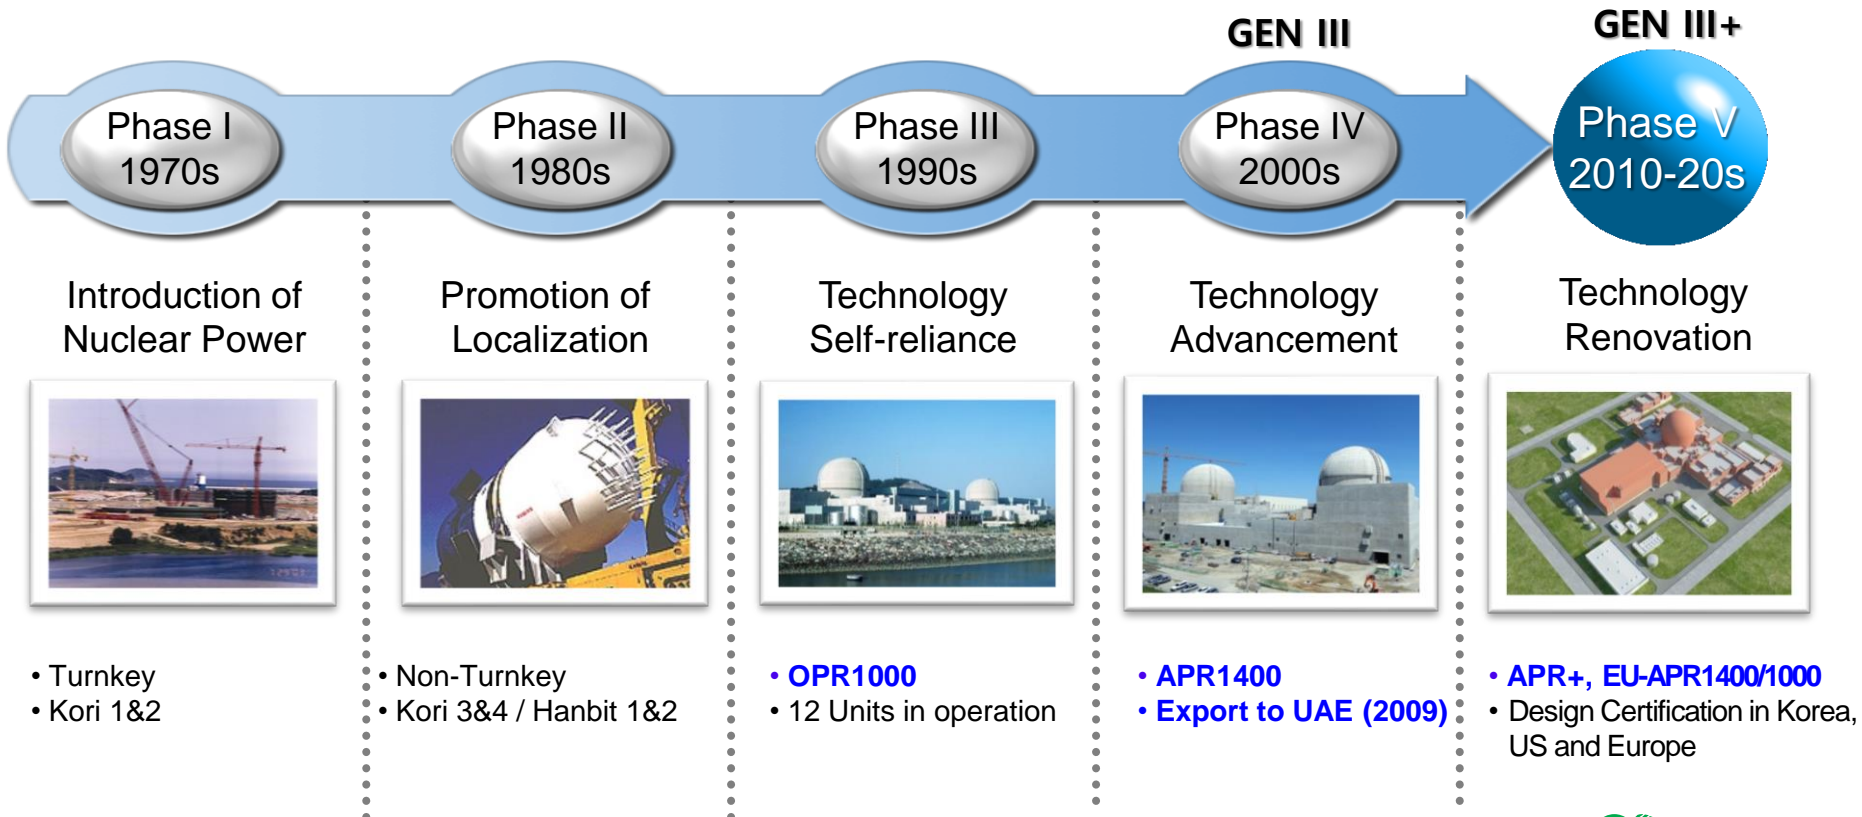 GEN III
GEN III+
Phase I
1970s
Phase II
1980s
Phase III
1990s
Phase IV
2000s
Phase V
2010-20s
Introduction of
Nuclear Power
Promotion of
Localization
Technology
Self-reliance
Technology
Advancement
Technology
Renovation
• Turnkey
• Kori 1&2
• Non-Turnkey
• Kori 3&4 / Hanbit 1&2
• OPR1000
• 12 Units in operation
• APR1400
• Export to UAE (2009)
• APR+, EU-APR1400/1000
• Design Certification in Korea,
US and Europe